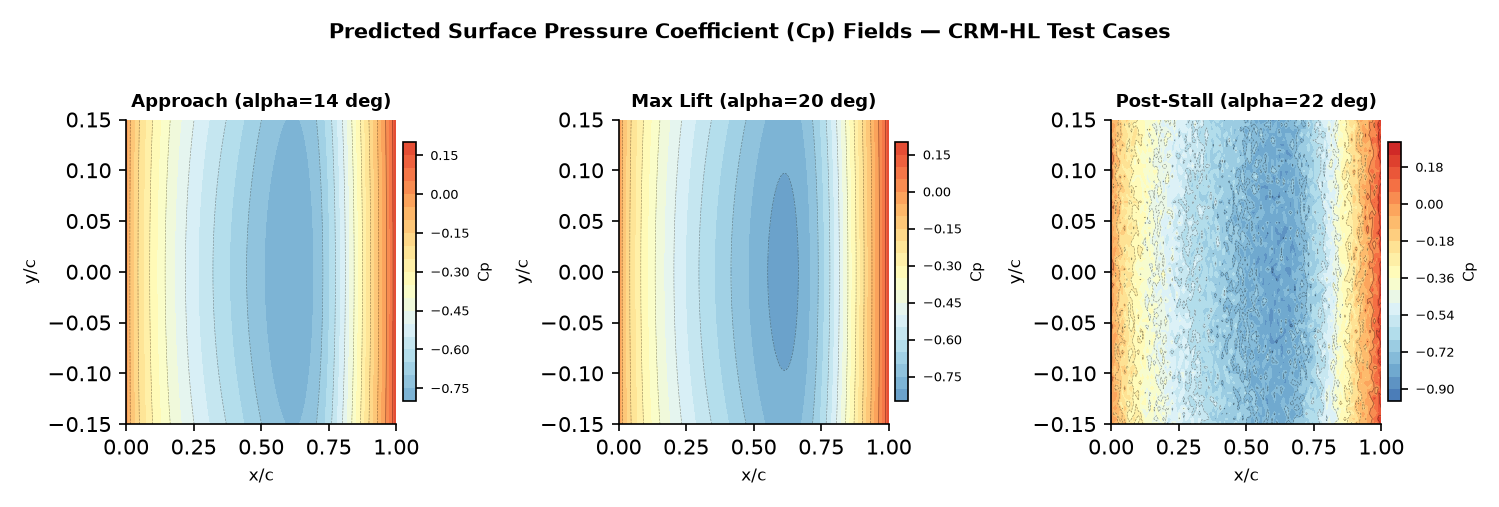 Predicted Surface Pressure Coefficient (Cp) Fields — CRM-HL Test Cases
Approach (alpha=14 deg)
0.15
0.10
0.05
0.00
−0.05
−0.10
−0.15
y/c
0.00 0.25 0.50 0.75 1.00
x/c
0.15
0.00
−0.15
−0.30
−0.45
−0.60
−0.75
Cp
Max Lift (alpha=20 deg)
0.15
0.10
0.05
0.00
−0.05
−0.10
−0.15
y/c
0.00 0.25 0.50 0.75 1.00
x/c
0.15
0.00
−0.15
−0.30
−0.45
−0.60
−0.75
Cp
Post-Stall (alpha=22 deg)
0.15
0.10
0.05
0.00
−0.05
−0.10
−0.15
y/c
0.00 0.25 0.50 0.75 1.00
x/c
0.18
0.00
−0.18
−0.36
−0.54
−0.72
−0.90
Cp